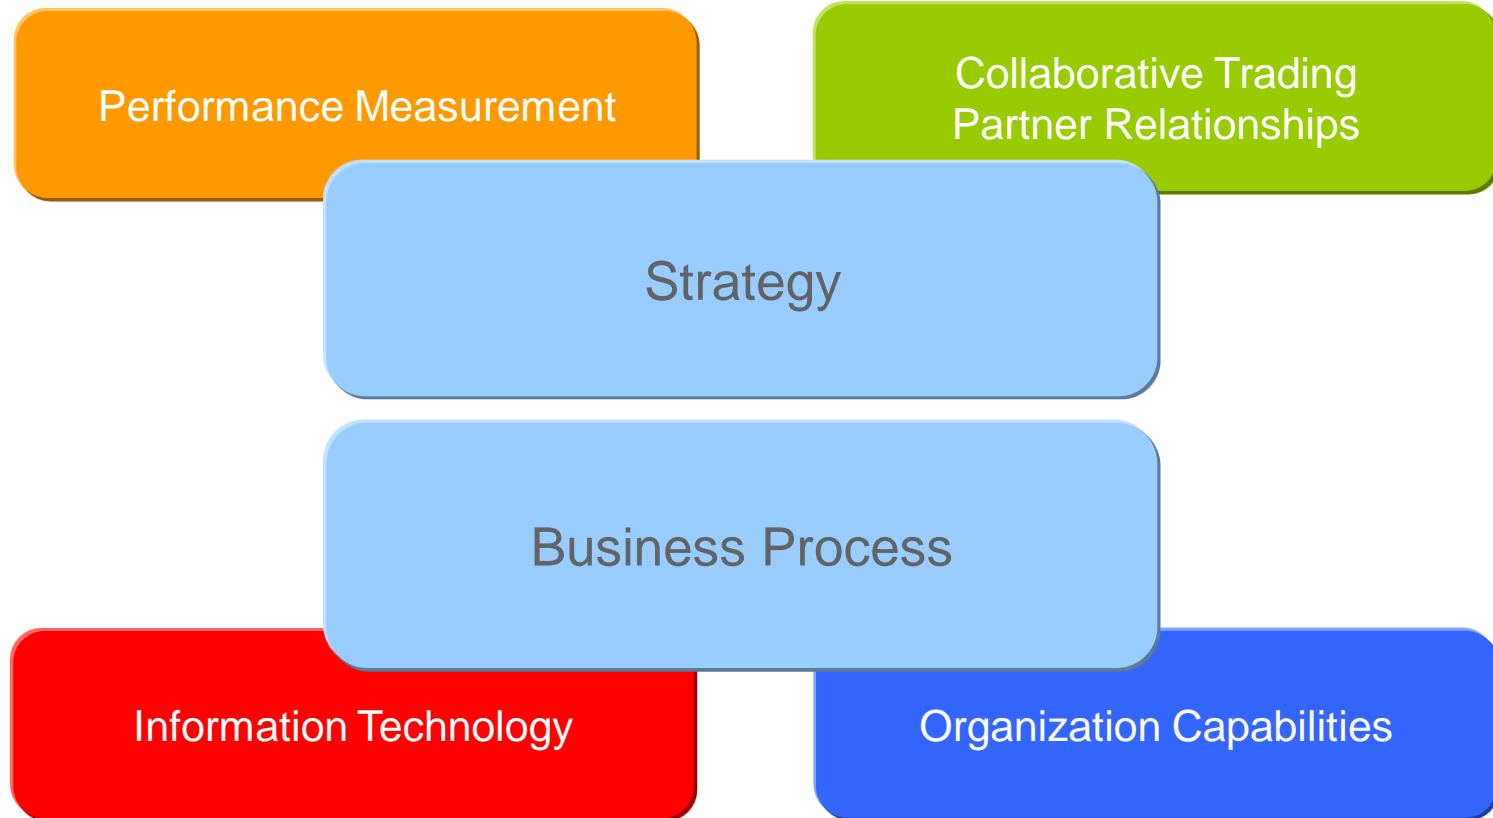 Performance Measurement
Collaborative Trading
Partner Relationships
Strategy
Business Process
Information Technology
Organization Capabilities